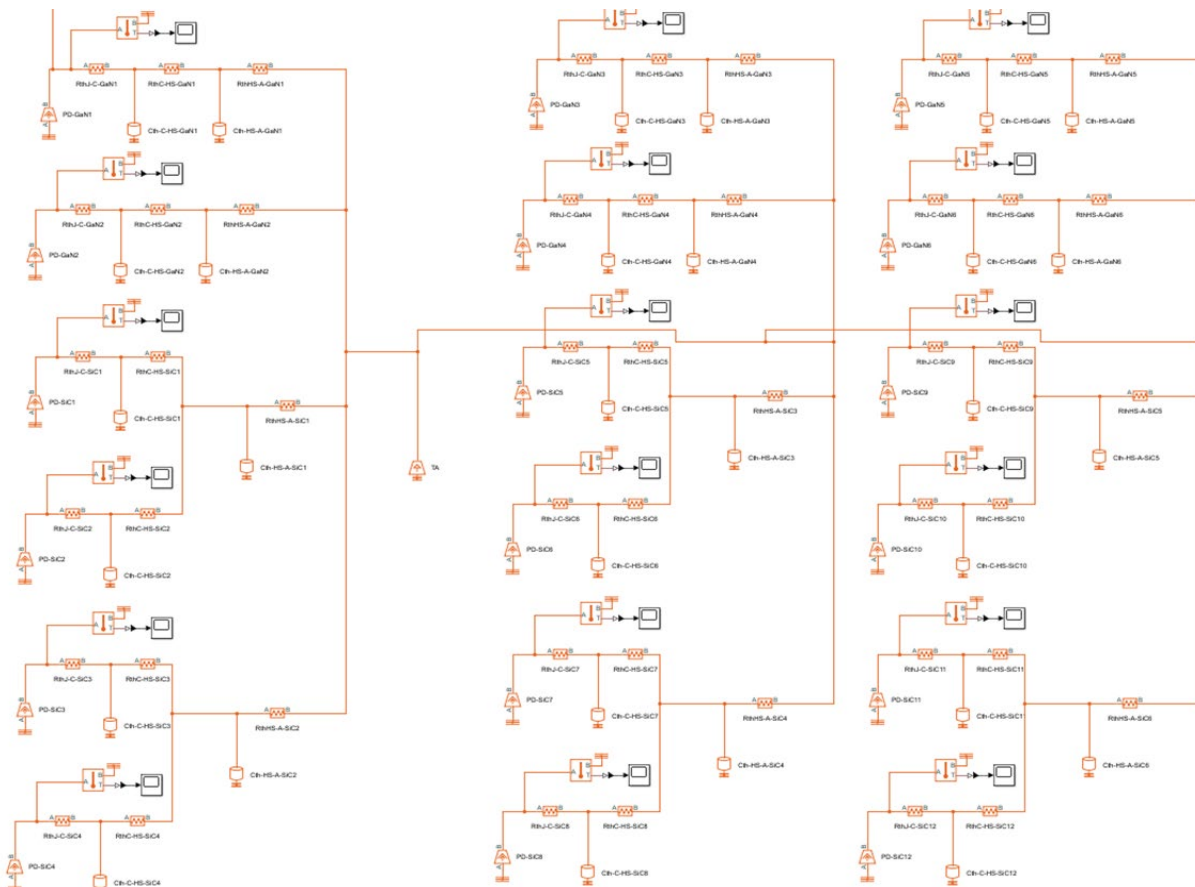 B B B
A T A T A T
A B A B A B A B A B A B A B A B A B
RthJ-C-GaN1 RthC-HS-GaN1 RthHS-A-GaN1 RthJ-C-GaN3 RthC-HS-GaN3 RthHS-A-GaN3 RthJ-C-GaN5 RthC-HS-GaN5 RthHS-A-GaN5
B A PD-GaN1 B A PD-GaN3 B A PD-GaN5
Cth-C-HS-GaN1 Cth-HS-A-GaN1 Cth-C-HS-GaN3 Cth-HS-A-GaN3 Cth-C-HS-GaN5 Cth-HS-A-GaN5
B B B
A T A T A T
A B A B A B A B A B A B A B A B A B
RthJ-C-GaN2 RthC-HS-GaN2 RthHS-A-GaN2 RthJ-C-GaN4 RthC-HS-GaN4 RthHS-A-GaN4 RthJ-C-GaN6 RthC-HS-GaN6 RthHS-A-GaN6
B A PD-GaN2 B A PD-GaN4 B A PD-GaN6
Cth-C-HS-GaN2 Cth-HS-A-GaN2 Cth-C-HS-GaN4 Cth-HS-A-GaN4 Cth-C-HS-GaN6 Cth-HS-A-GaN6
B B B
A T A T A T
A B A B A B A B A B A B
RthJ-C-SiC1 RthC-HS-SiC1 RthJ-C-SiC5 RthC-HS-SiC5 RthJ-C-SiC9 RthC-HS-SiC9
B A PD-SiC1 B A PD-SiC5 B A PD-SiC9
A B A B A B
Cth-C-HS-SiC1 RthHS-A-SiC1 Cth-C-HS-SiC5 RthHS-A-SiC3 Cth-C-HS-SiC9 RthHS-A-SiC5
Cth-HS-A-SiC1 B A TA Cth-HS-A-SiC3 Cth-HS-A-SiC5
B B B
A T A T A T
A B A B A B A B A B A B
RthJ-C-SiC2 RthC-HS-SiC2 RthJ-C-SiC6 RthC-HS-SiC6 RthJ-C-SiC10 RthC-HS-SiC10
B A PD-SiC2 B A PD-SiC6 B A PD-SiC10
Cth-C-HS-SiC2 Cth-C-HS-SiC6 Cth-C-HS-SiC10
B B B
A T A T A T
A B A B A B A B A B A B
RthJ-C-SiC3 RthC-HS-SiC3 RthJ-C-SiC7 RthC-HS-SiC7 RthJ-C-SiC11 RthC-HS-SiC11
B A PD-SiC3 B A PD-SiC7 B A PD-SiC11
A B A B A B
Cth-C-HS-SiC3 RthHS-A-SiC2 Cth-C-HS-SiC7 RthHS-A-SiC4 Cth-C-HS-SiC11 RthHS-A-SiC6
Cth-HS-A-SiC2 Cth-HS-A-SiC4 Cth-HS-A-SiC6
B B B
A T A T A T
A B A B A B A B A B A B
RthJ-C-SiC4 RthC-HS-SiC4 RthJ-C-SiC8 RthC-HS-SiC8 RthJ-C-SiC12 RthC-HS-SiC12
B A PD-SiC4 B A PD-SiC8 B A PD-SiC12
Cth-C-HS-SiC4 Cth-C-HS-SiC8 Cth-C-HS-SiC12